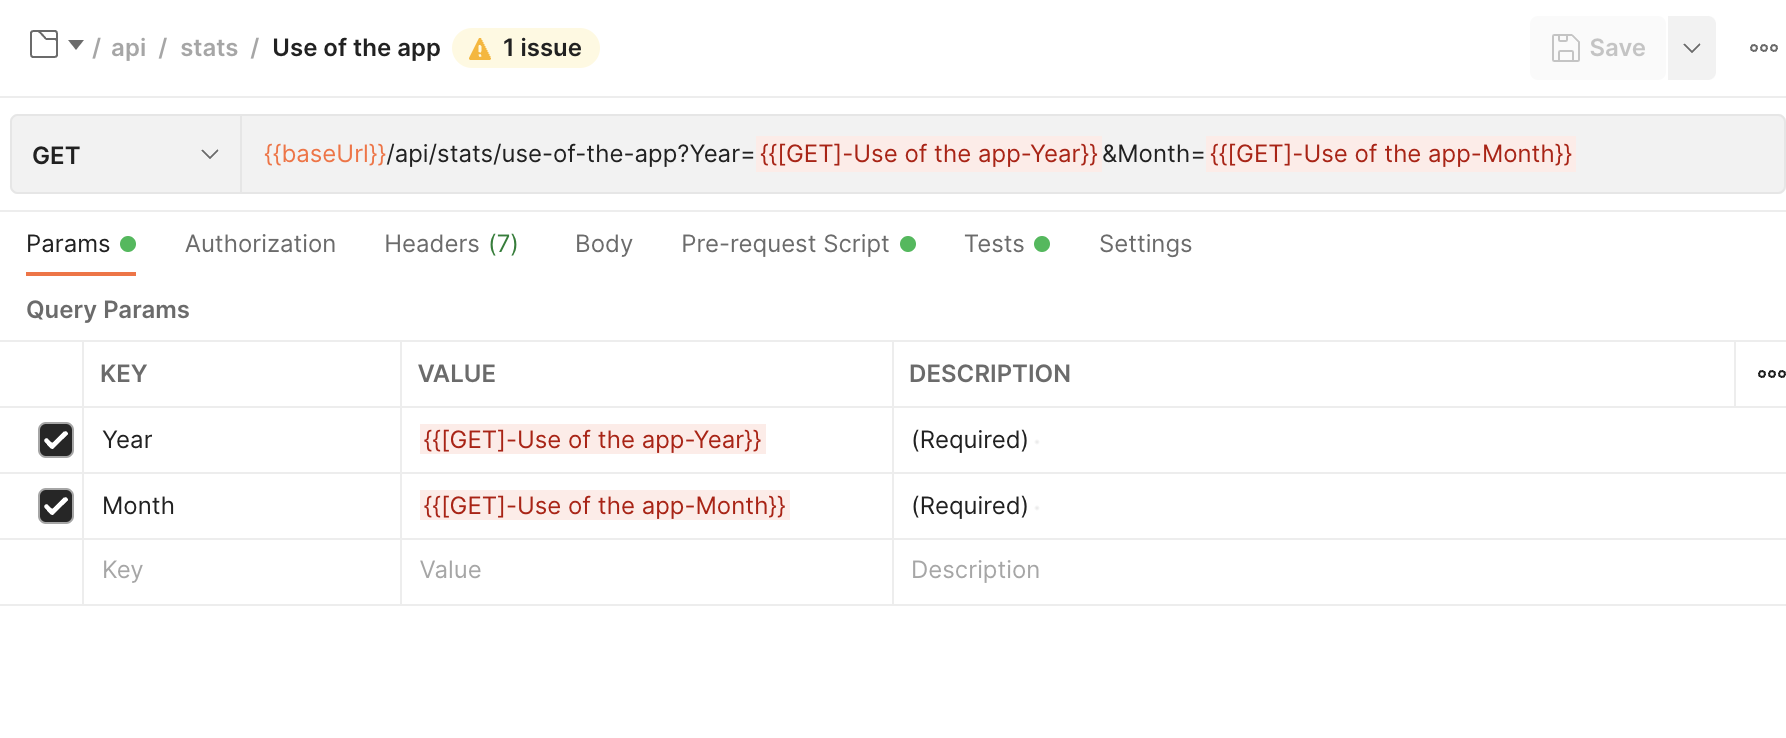 / api / stats / Use of the app 1 issue Save
GET {{baseUrl}}/api/stats/use-of-the-app?Year={{[GET]-Use of the app-Year}}&Month={{[GET]-Use of the app-Month}}
Params Authorization Headers (7) Body Pre-request Script Tests Settings
Query Params
KEY VALUE DESCRIPTION
Year {{[GET]-Use of the app-Year}} (Required)
Month {{[GET]-Use of the app-Month}} (Required)
Key Value Description